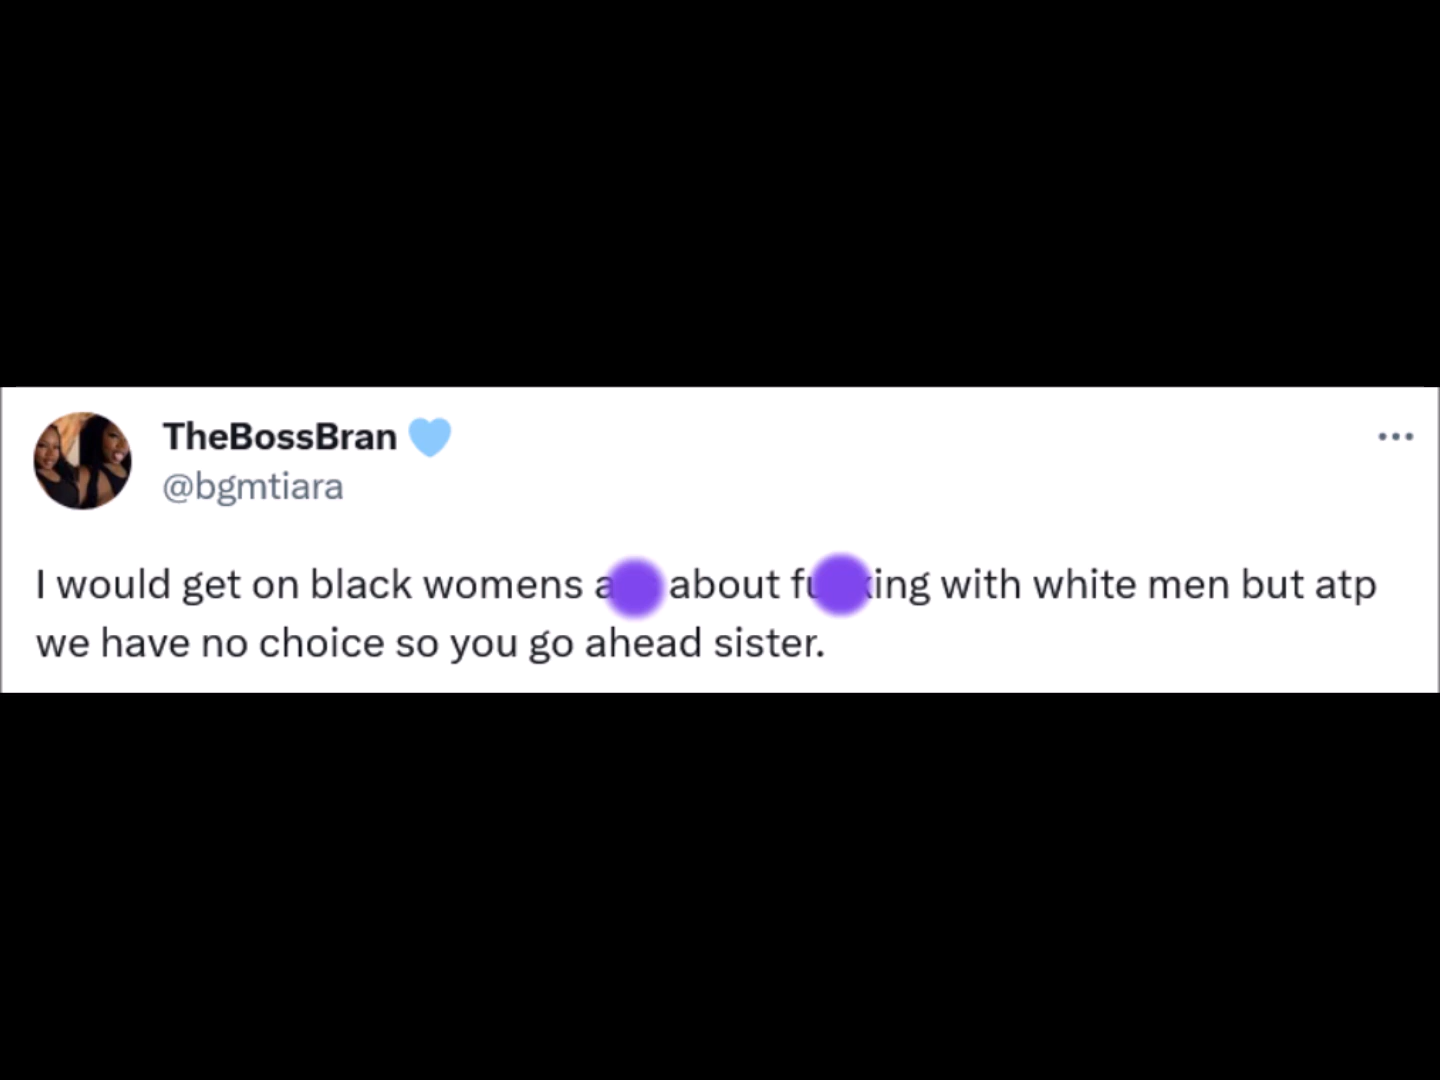 TheBossBran 🩵
@bgmtiara
I would get on black womens about with white men but atp
we have no choice so you go ahead sister.